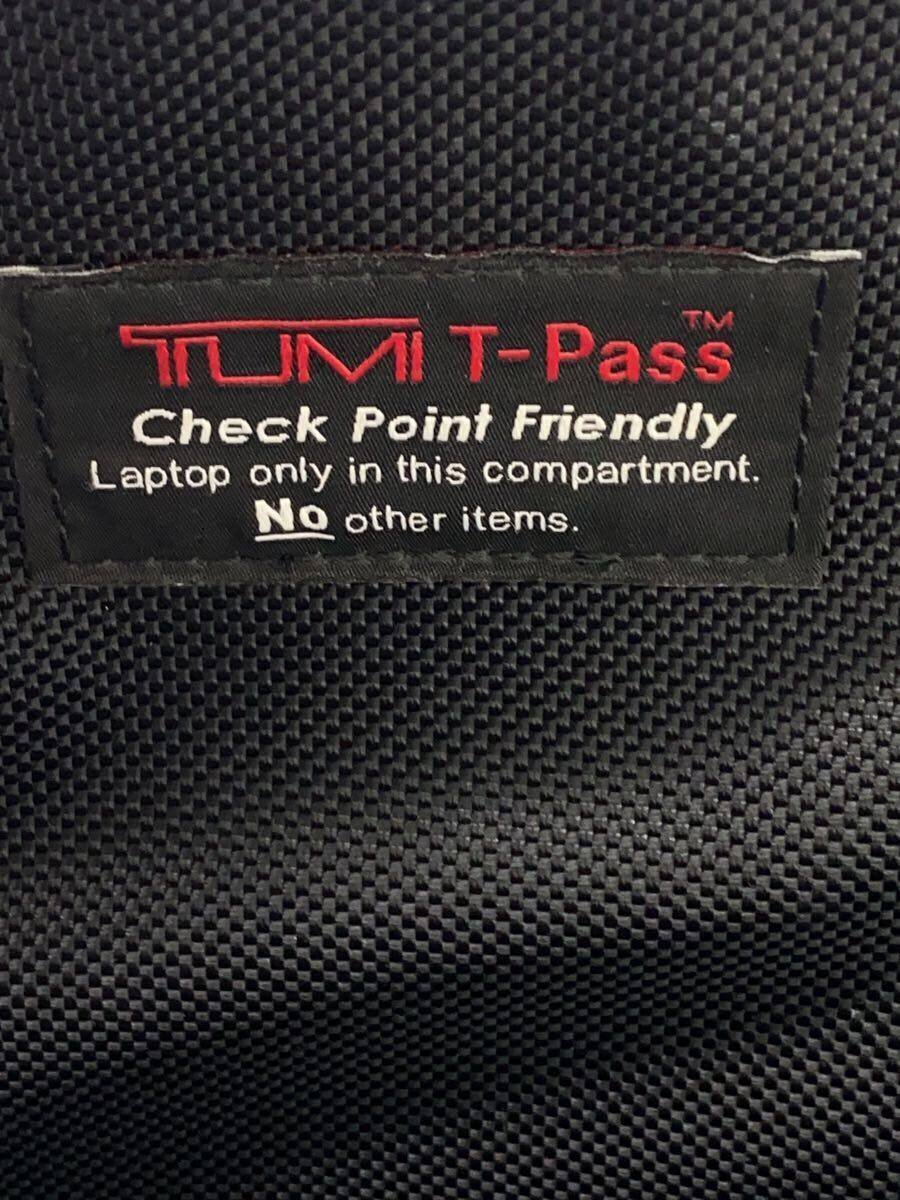 TUMI T-Pass™
Check Point Friendly
Laptop only in this compartment.
No other items.